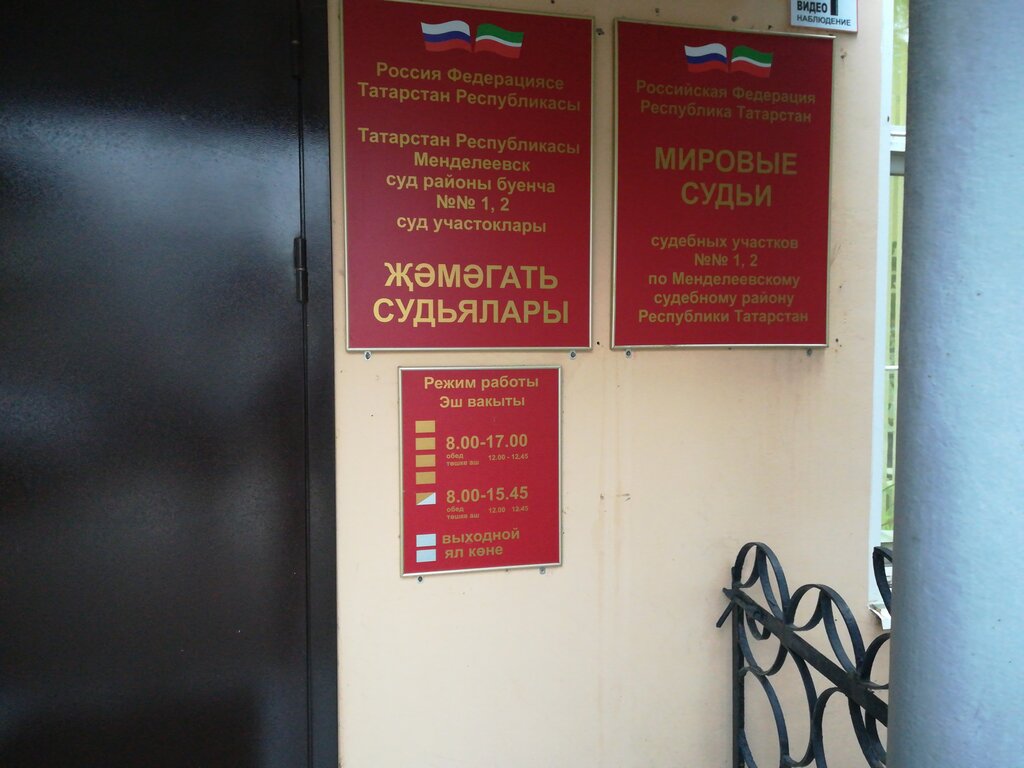 Россия Федерациясе
Татарстан Республикасы
Татарстан Республикасы
Менделеевск
суд районы буенча
№№ 1, 2
суд участоклары
ҖӘМӘГАТЬ
СУДЬЯЛАРЫ
Российская Федерация
Республика Татарстан
МИРОВЫЕ
СУДЬИ
судебных участков
№№ 1, 2
по Менделеевскому
судебному району
Республики Татарстан
ВИДЕО
НАБЛЮДЕНИЕ
Режим работы
Эш вакыты
8.00-17.00
обед
төшке аш 12.00 - 12.45
8.00-15.45
обед
төшке аш 12.00 12.45
выходной
ял көне